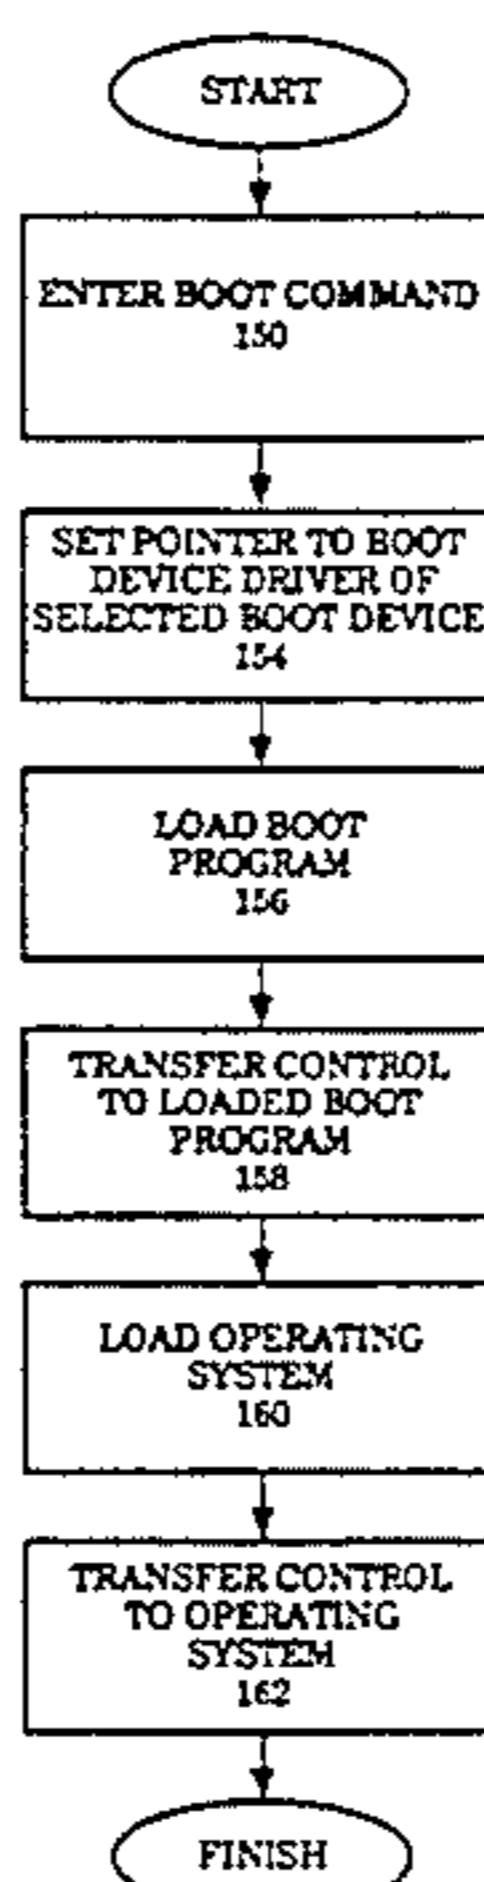 START
ENTER BOOT COMMAND
150
SET POINTER TO BOOT
DEVICE DRIVER OF
SELECTED BOOT DEVICE
154
LOAD BOOT
PROGRAM
156
TRANSFER CONTROL
TO LOADED BOOT
PROGRAM
158
LOAD OPERATING
SYSTEM
160
TRANSFER CONTROL
TO OPERATING
SYSTEM
162
FINISH